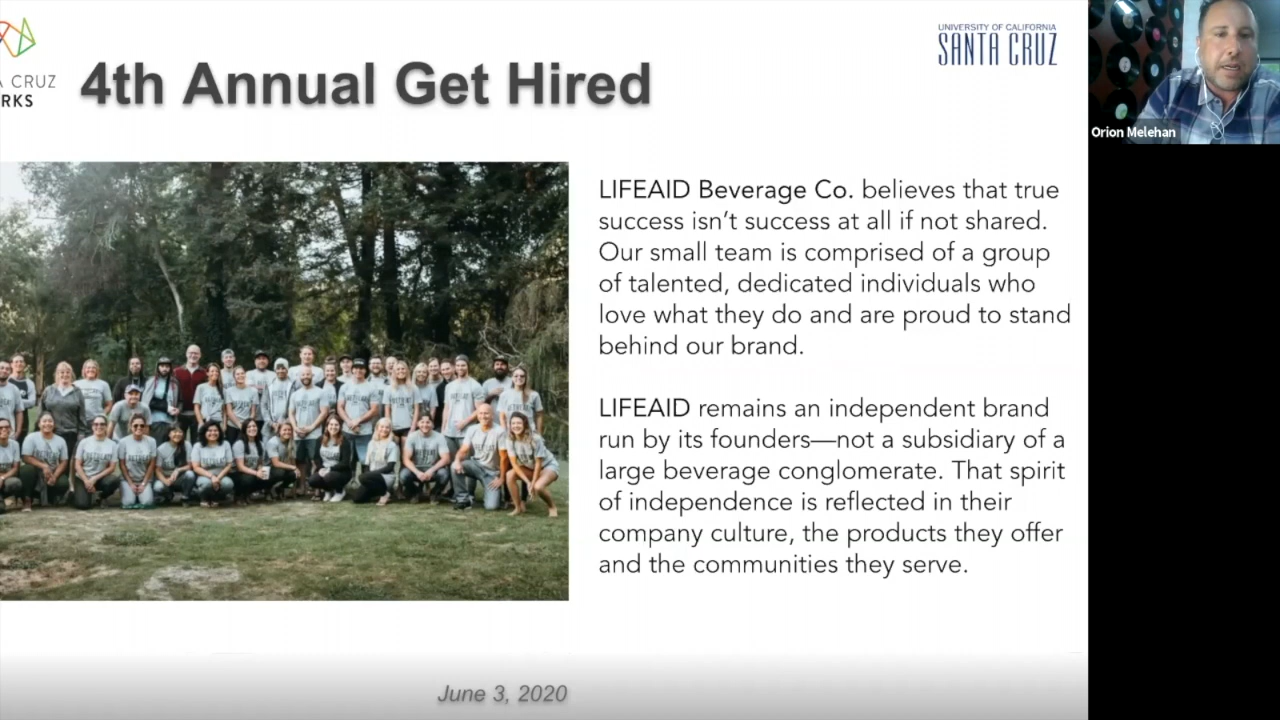 UNIVERSITY OF CALIFORNIA
SANTA CRUZ
A CRUZ
RKS
4th Annual Get Hired
Orion Melehan
LIFEAID Beverage Co. believes that true
success isn’t success at all if not shared.
Our small team is comprised of a group
of talented, dedicated individuals who
love what they do and are proud to stand
behind our brand.
LIFEAID remains an independent brand
run by its founders—not a subsidiary of a
large beverage conglomerate. That spirit
of independence is reflected in their
company culture, the products they offer
and the communities they serve.
June 3, 2020